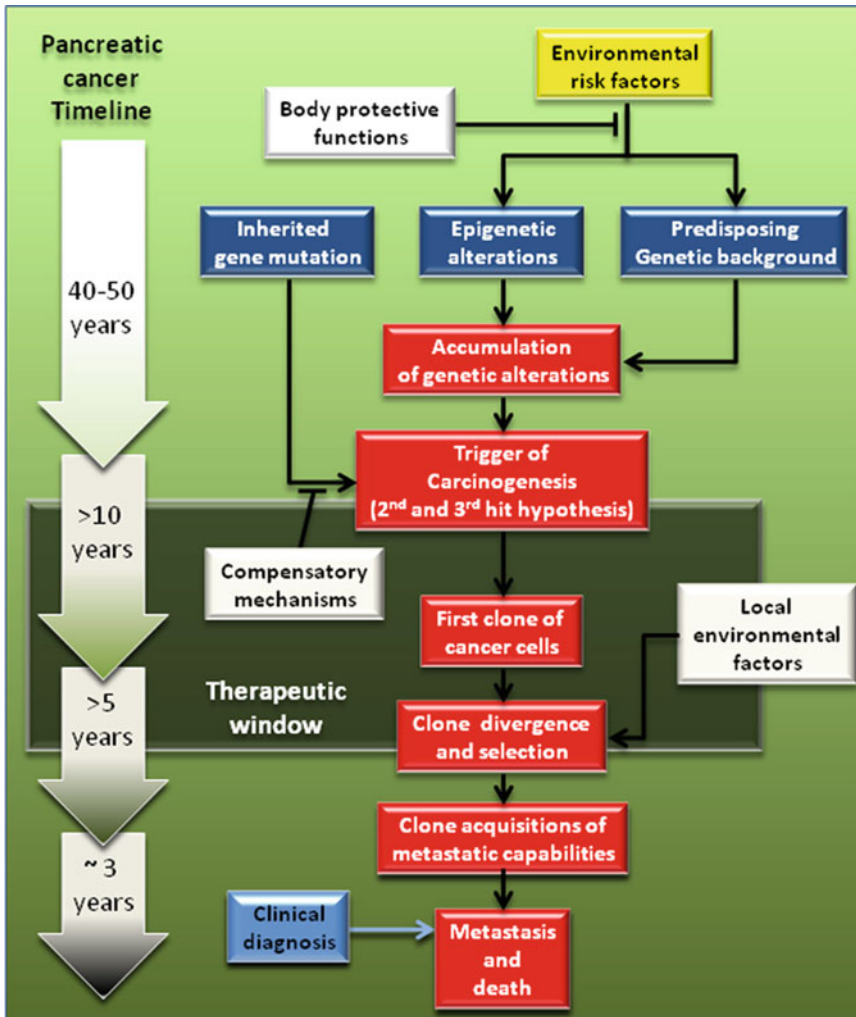 Pancreatic
cancer
Timeline
Environmental
risk factors
Body protective
functions
Inherited
gene mutation
Epigenetic
alterations
Predisposing
Genetic background
40-50
years
Accumulation
of genetic alterations
Trigger of
Carcinogenesis
(2nd and 3rd hit hypothesis)
>10
years
Compensatory
mechanisms
First clone of
cancer cells
Local
environmental
factors
Therapeutic
window
>5
years
Clone divergence
and selection
Clone acquisitions of
metastatic capabilities
~ 3
years
Clinical
diagnosis
Metastasis
and
death